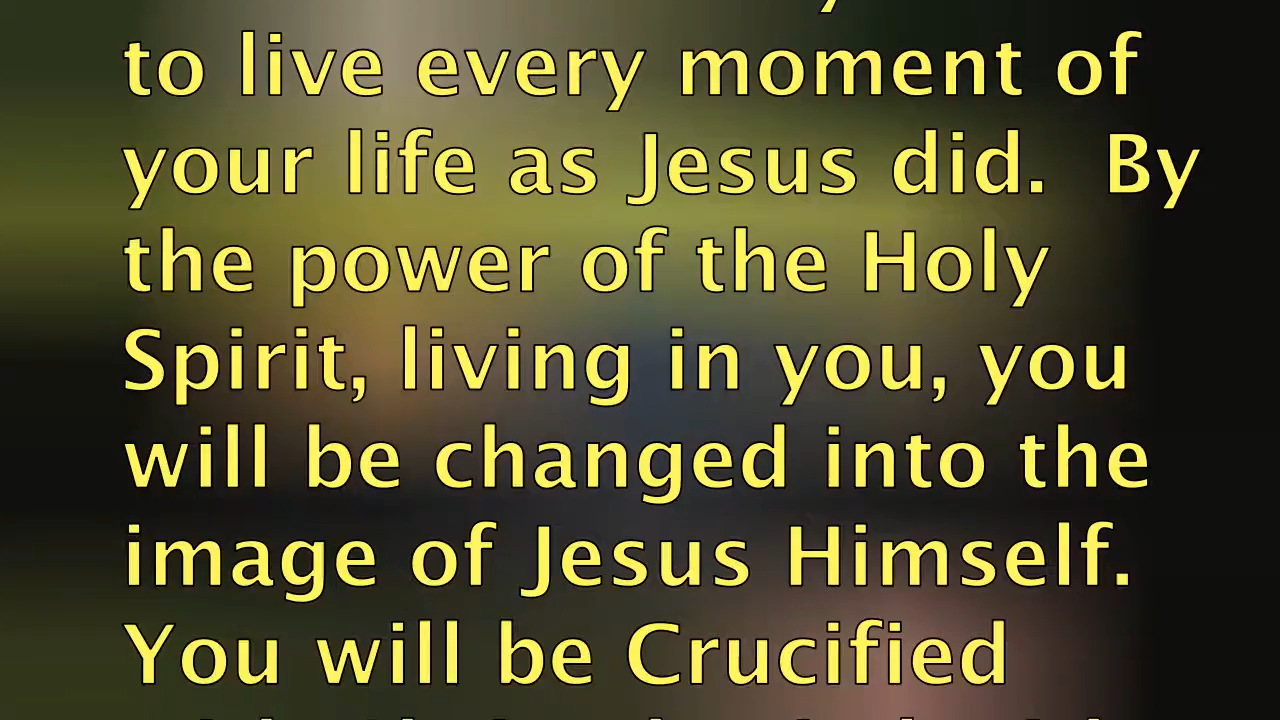 to live every moment of
your life as Jesus did.  By
the power of the Holy
Spirit, living in you, you
will be changed into the
image of Jesus Himself.
You will be Crucified